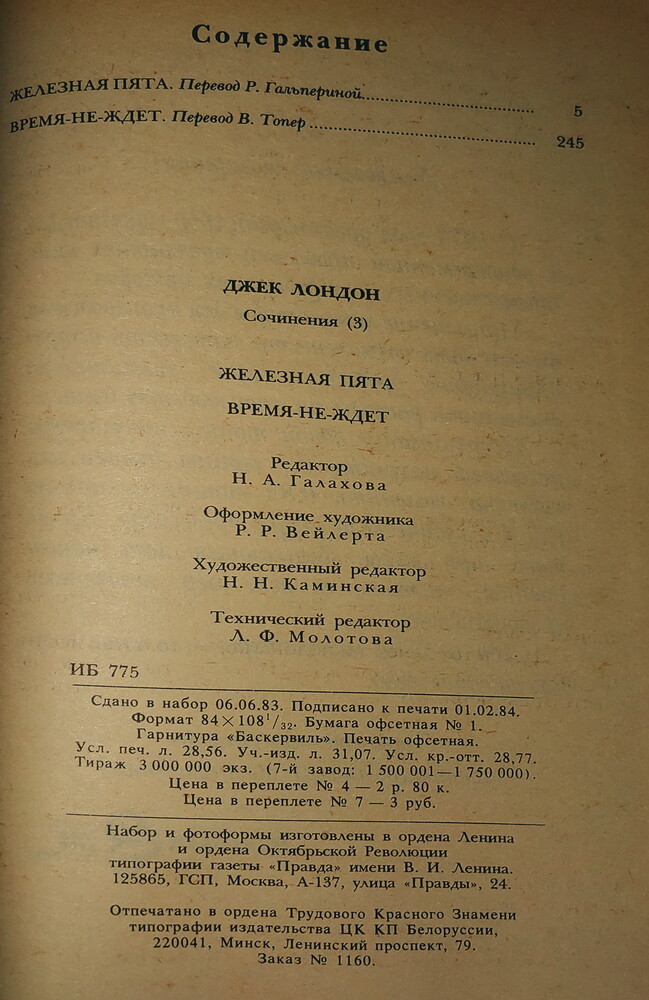 Содержание
ЖЕЛЕЗНАЯ ПЯТА. Перевод Р. Гальпериной.................................... 5
ВРЕМЯ-НЕ-ЖДЕТ. Перевод В. Топер ............................................. 245
ДЖЕК ЛОНДОН
Сочинения (3)
ЖЕЛЕЗНАЯ ПЯТА
ВРЕМЯ-НЕ-ЖДЕТ
Редактор
Н. А. Галахова
Оформление художника
Р. Р. Вейлерта
Художественный редактор
Н. Н. Каминская
Технический редактор
Л. Ф. Молотова
ИБ 775
Сдано в набор 06.06.83. Подписано к печати 01.02.84.
Формат 84×108¹/₃₂. Бумага офсетная № 1.
Гарнитура «Баскервиль». Печать офсетная.
Усл. печ. л. 28,56. Уч.-изд. л. 31,07. Усл. кр.-отт. 28,77.
Тираж 3 000 000 экз. (7-й завод: 1 500 001—1 750 000).
Цена в переплете № 4 — 2 р. 80 к.
Цена в переплете № 7 — 3 руб.
Набор и фотоформы изготовлены в ордена Ленина
и ордена Октябрьской Революции
типографии газеты «Правда» имени В. И. Ленина.
125865, ГСП, Москва, А-137, улица «Правды», 24.
Отпечатано в ордена Трудового Красного Знамени
типографии издательства ЦК КП Белоруссии,
220041, Минск, Ленинский проспект, 79.
Заказ № 1160.